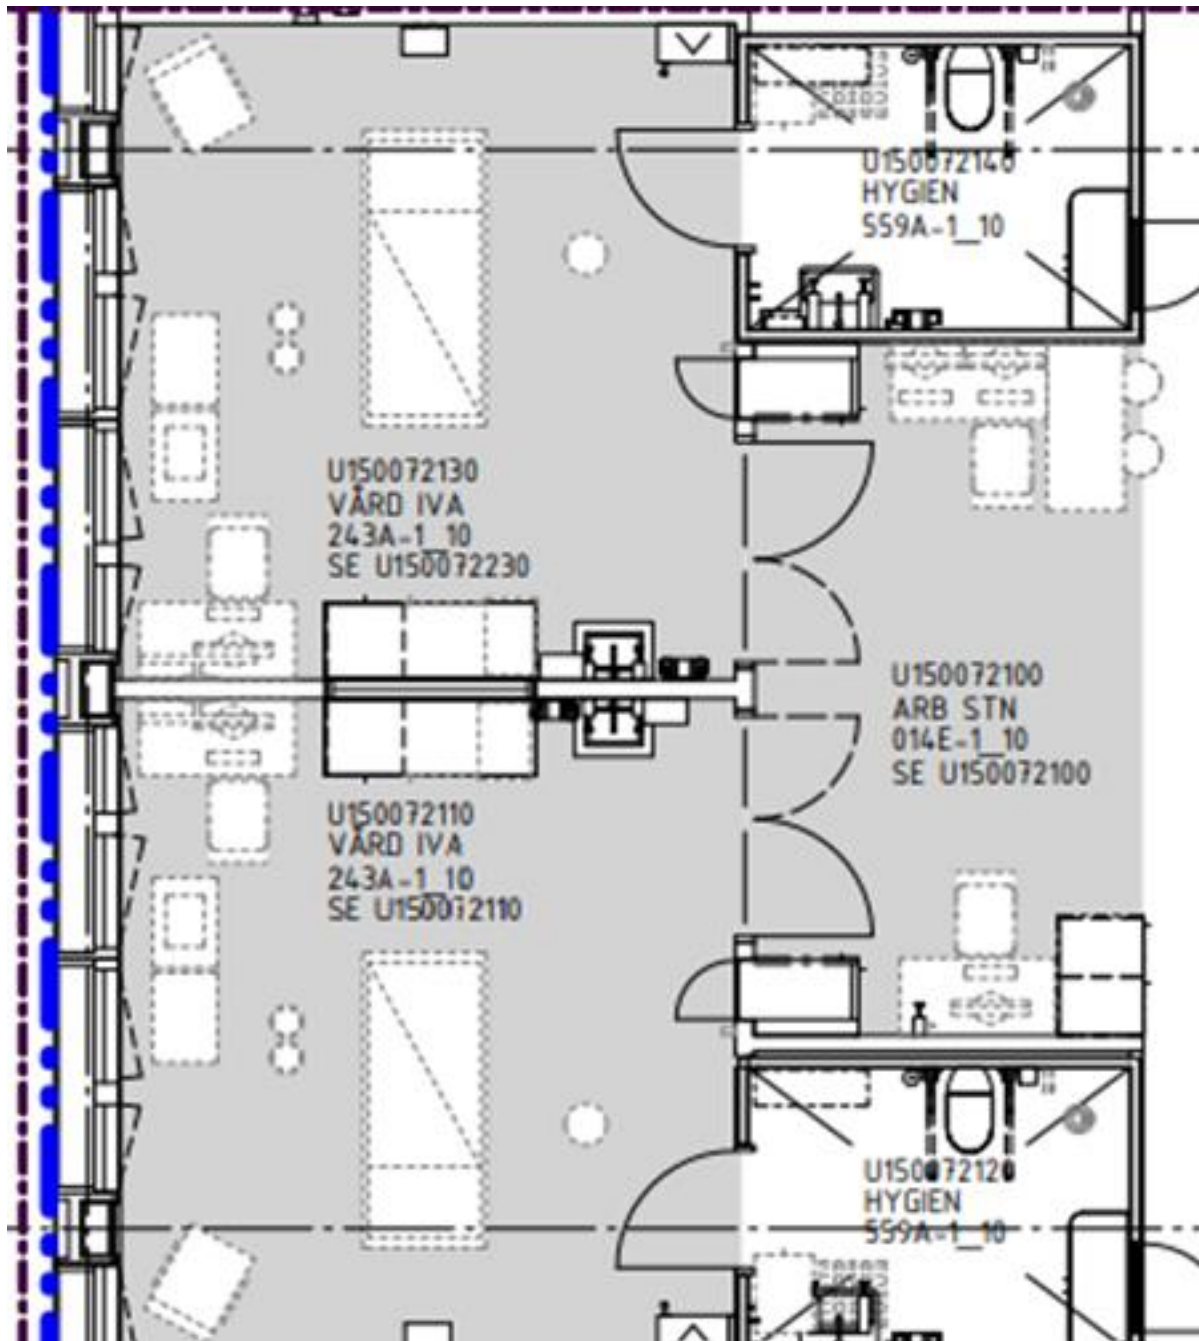 U150072140
HYGIEN
559A-1_10
U150072130
VÅRD IVA
243A-1_10
SE U150072230
U150072100
ARB STN
014E-1_10
SE U150072100
U150072110
VÅRD IVA
243A-1_10
SE U150072110
U150072120
HYGIEN
559A-1_10